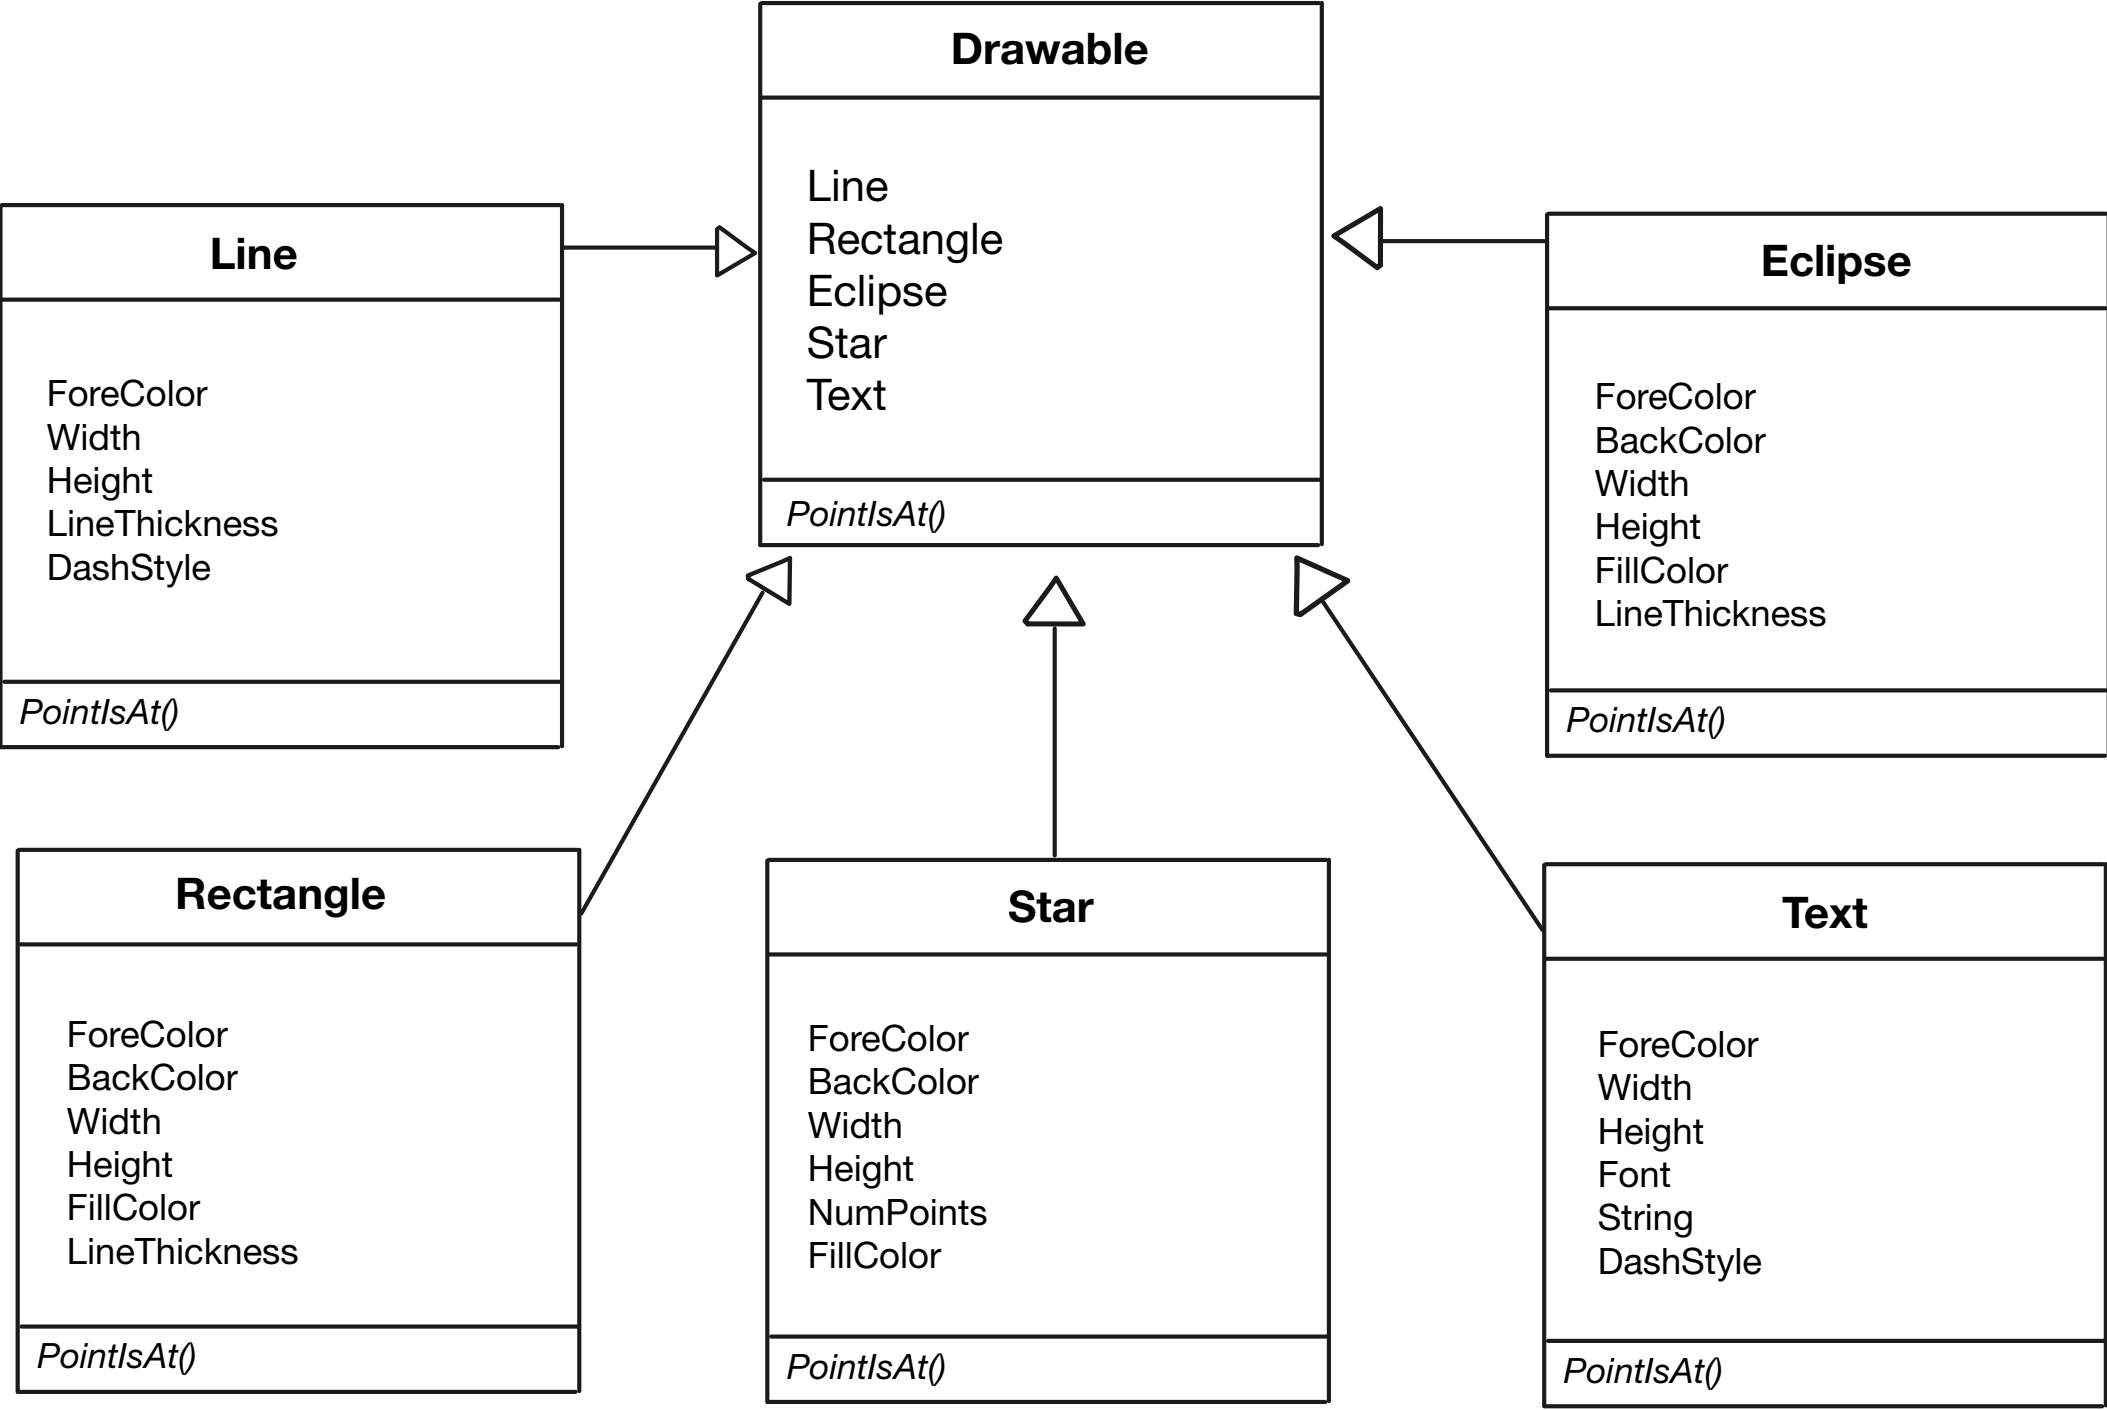 Drawable
Line
Rectangle
Eclipse
Star
Text
PointIsAt()
Line
ForeColor
Width
Height
LineThickness
DashStyle
PointIsAt()
Eclipse
ForeColor
BackColor
Width
Height
FillColor
LineThickness
PointIsAt()
Rectangle
ForeColor
BackColor
Width
Height
FillColor
LineThickness
PointIsAt()
Star
ForeColor
BackColor
Width
Height
NumPoints
FillColor
PointIsAt()
Text
ForeColor
Width
Height
Font
String
DashStyle
PointIsAt()